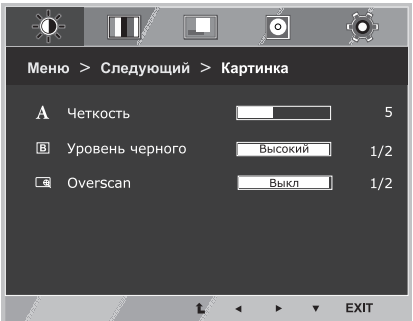 Меню > Следующий > Картинка
A Четкость 5
B Уровень черного Высокий 1/2
Overscan Выкл 1/2
EXIT